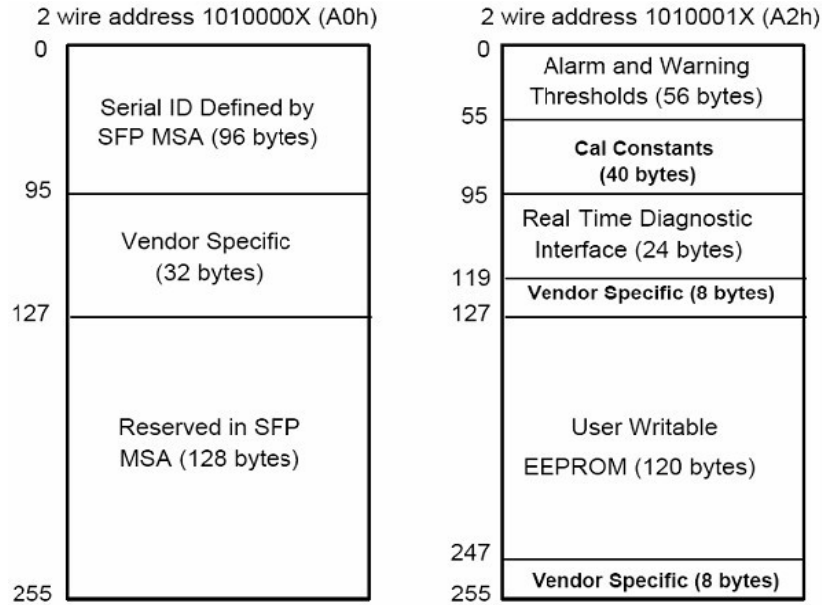 2 wire address 1010000X (A0h)
0
Serial ID Defined by
SFP MSA (96 bytes)
95
Vendor Specific
(32 bytes)
127
Reserved in SFP
MSA (128 bytes)
255
2 wire address 1010001X (A2h)
0
Alarm and Warning
Thresholds (56 bytes)
55
Cal Constants
(40 bytes)
95
Real Time Diagnostic
Interface (24 bytes)
119
Vendor Specific (8 bytes)
127
User Writable
EEPROM (120 bytes)
247
Vendor Specific (8 bytes)
255